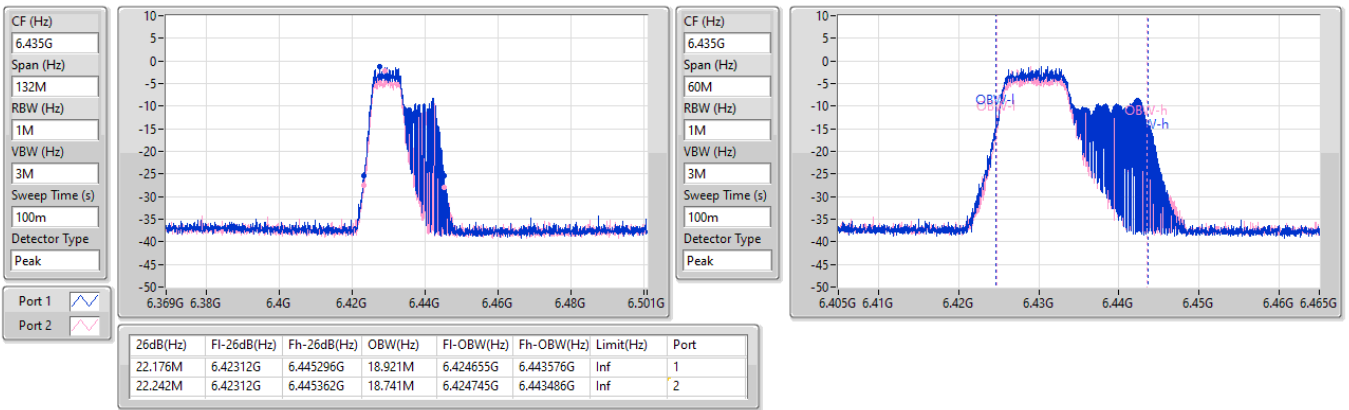 CF (Hz)
6.435G
Span (Hz)
132M
RBW (Hz)
1M
VBW (Hz)
3M
Sweep Time (s)
100m
Detector Type
Peak
Port 1
Port 2
10-
5-
0-
-5-
-10-
-15-
-20-
-25-
-30-
-35-
-40-
-45-
-50-
6.369G 6.38G 6.4G 6.42G 6.44G 6.46G 6.48G 6.501G
CF (Hz)
6.435G
Span (Hz)
60M
RBW (Hz)
1M
VBW (Hz)
3M
Sweep Time (s)
100m
Detector Type
Peak
10-
5-
0-
-5-
-10-
-15-
-20-
-25-
-30-
-35-
-40-
-45-
-50-
OBW-l
OBW-l
OBW-h
W-h
6.405G 6.41G 6.42G 6.43G 6.44G 6.45G 6.46G 6.465G
26dB(Hz) Fl-26dB(Hz) Fh-26dB(Hz) OBW(Hz) Fl-OBW(Hz) Fh-OBW(Hz) Limit(Hz) Port
22.176M 6.42312G 6.445296G 18.921M 6.424655G 6.443576G Inf 1
22.242M 6.42312G 6.445362G 18.741M 6.424745G 6.443486G Inf 2